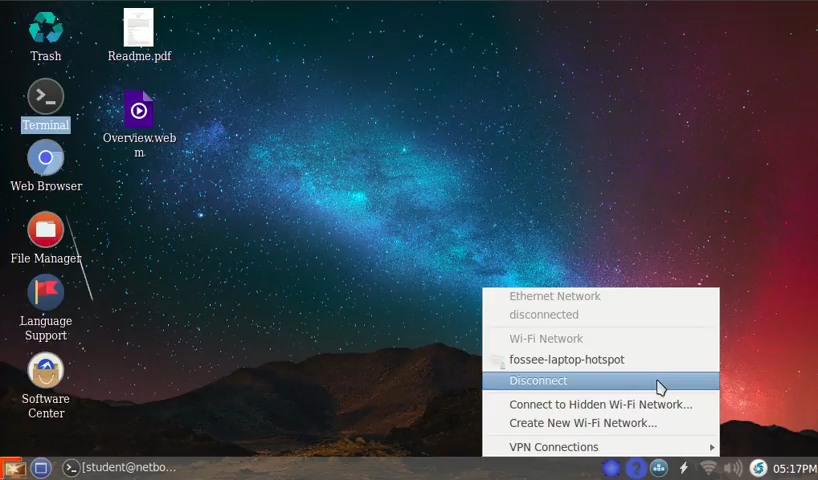 Trash
Readme.pdf
Terminal
Overview.web
m
Web Browser
File Manager
Language
Support
Software
Center
Ethernet Network
disconnected
Wi-Fi Network
fossee-laptop-hotspot
Disconnect
Connect to Hidden Wi-Fi Network...
Create New Wi-Fi Network...
VPN Connections
[student@netbo...
05:17PM